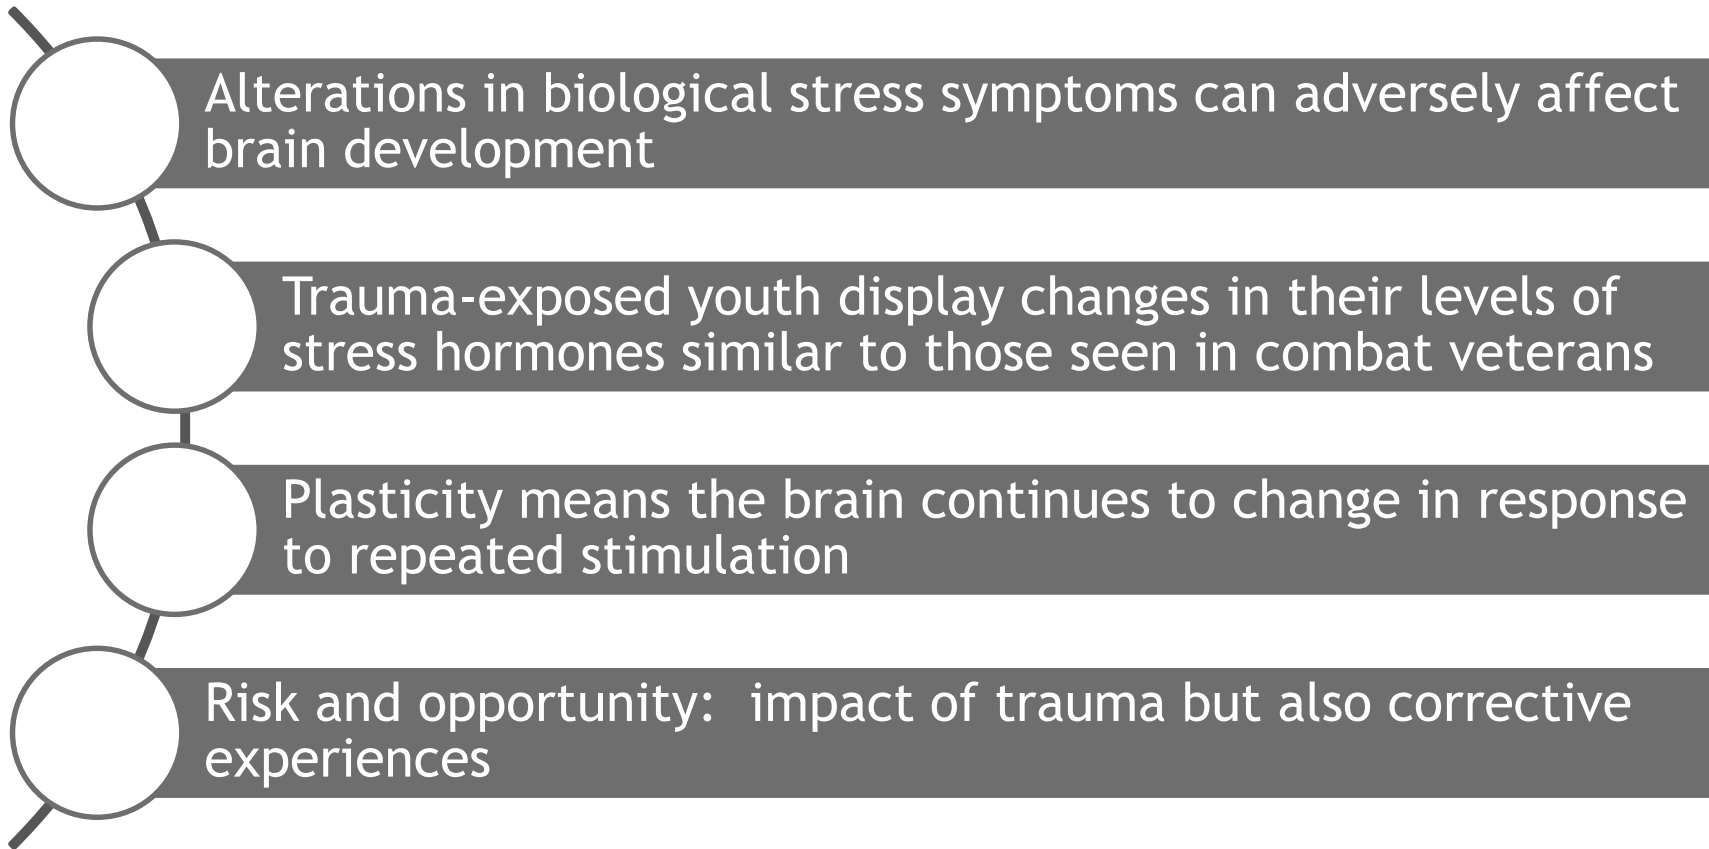 Alterations in biological stress symptoms can adversely affect
brain development
Trauma-exposed youth display changes in their levels of
stress hormones similar to those seen in combat veterans
Plasticity means the brain continues to change in response
to repeated stimulation
Risk and opportunity:  impact of trauma but also corrective
experiences